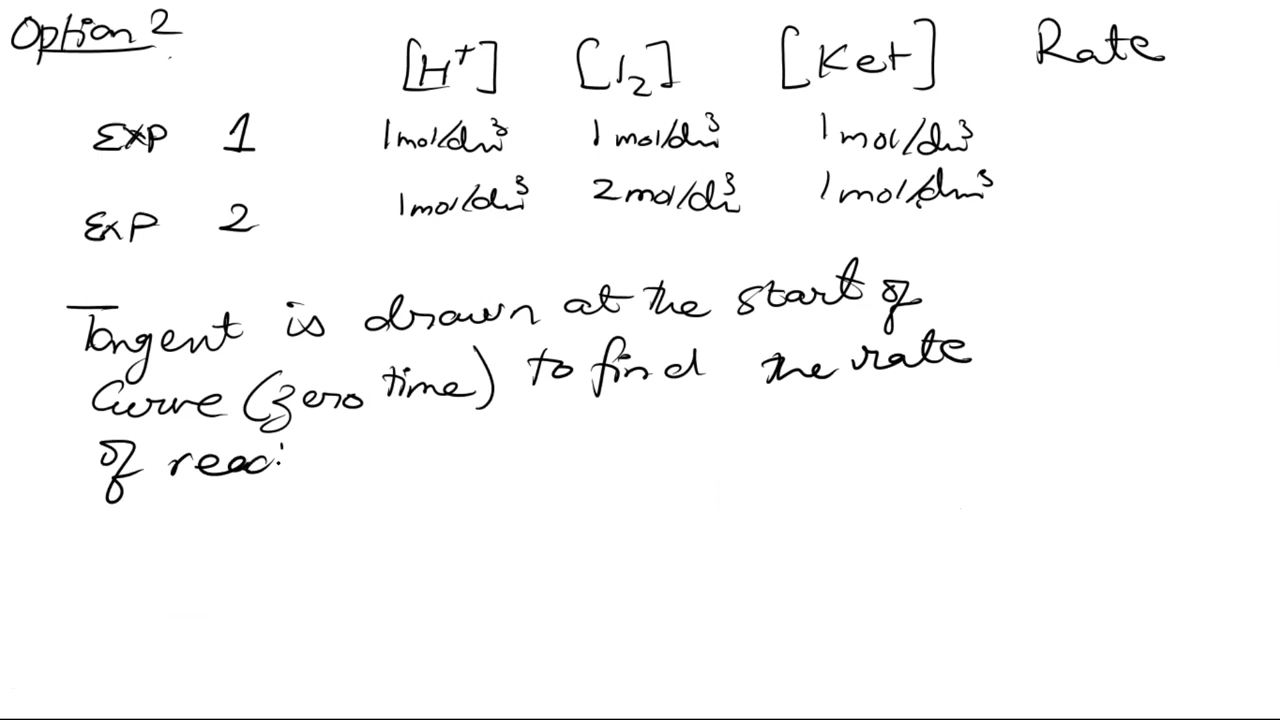 Option 2
[H+] [I2] [Ket] Rate
Exp 1 1mol/dm3 1mol/dm3 1mol/dm3
Exp 2 1mol/dm3 2mol/dm3 1mol/dm3
Tangent is drawn at the start of
Curve (zero time) to find the rate
of reac